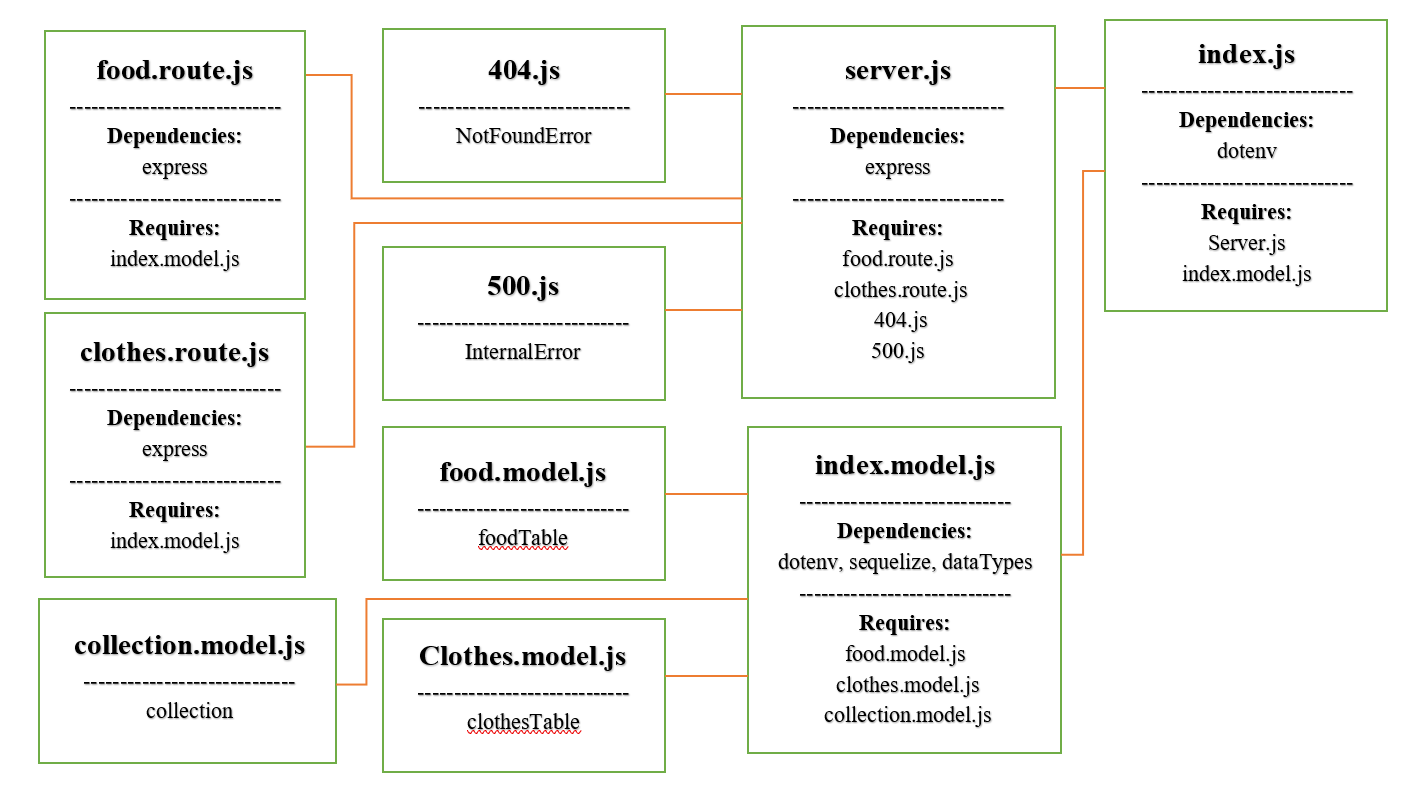 food.route.js
-----------------------------
Dependencies:
express
-----------------------------
Requires:
index.model.js
404.js
-----------------------------
NotFoundError
server.js
-----------------------------
Dependencies:
express
-----------------------------
Requires:
food.route.js
clothes.route.js
404.js
500.js
index.js
-----------------------------
Dependencies:
dotenv
-----------------------------
Requires:
Server.js
index.model.js
clothes.route.js
-----------------------------
Dependencies:
express
-----------------------------
Requires:
index.model.js
500.js
-----------------------------
InternalError
food.model.js
-----------------------------
foodTable
index.model.js
-----------------------------
Dependencies:
dotenv, sequelize, dataTypes
-----------------------------
Requires:
food.model.js
clothes.model.js
collection.model.js
collection.model.js
-----------------------------
collection
Clothes.model.js
-----------------------------
clothesTable